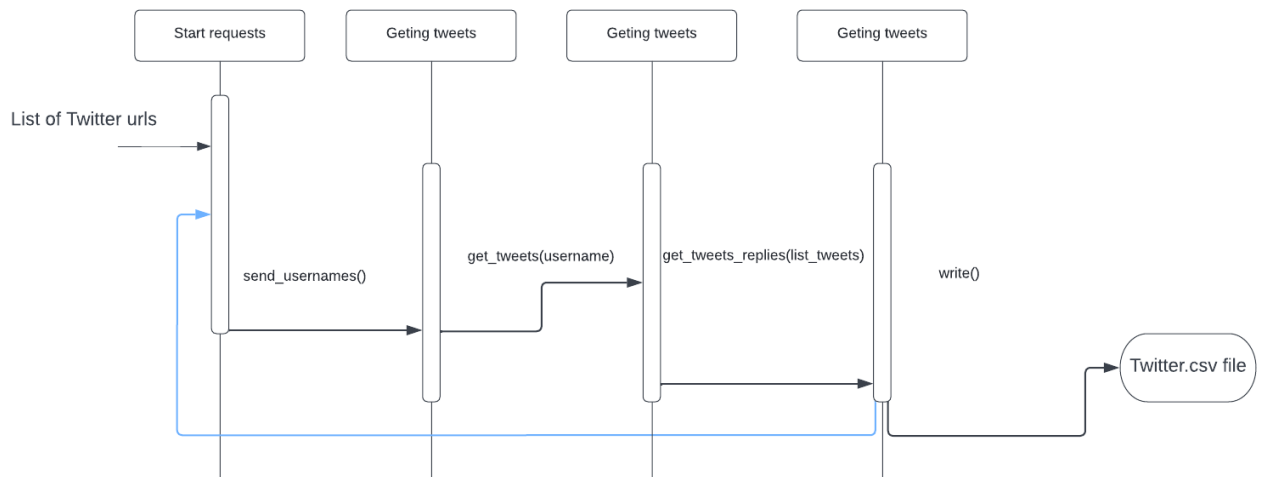 Start requests
Geting tweets
Geting tweets
Geting tweets
List of Twitter urls
get_tweets(username)
get_tweets_replies(list_tweets)
send_usernames()
write()
Twitter.csv file